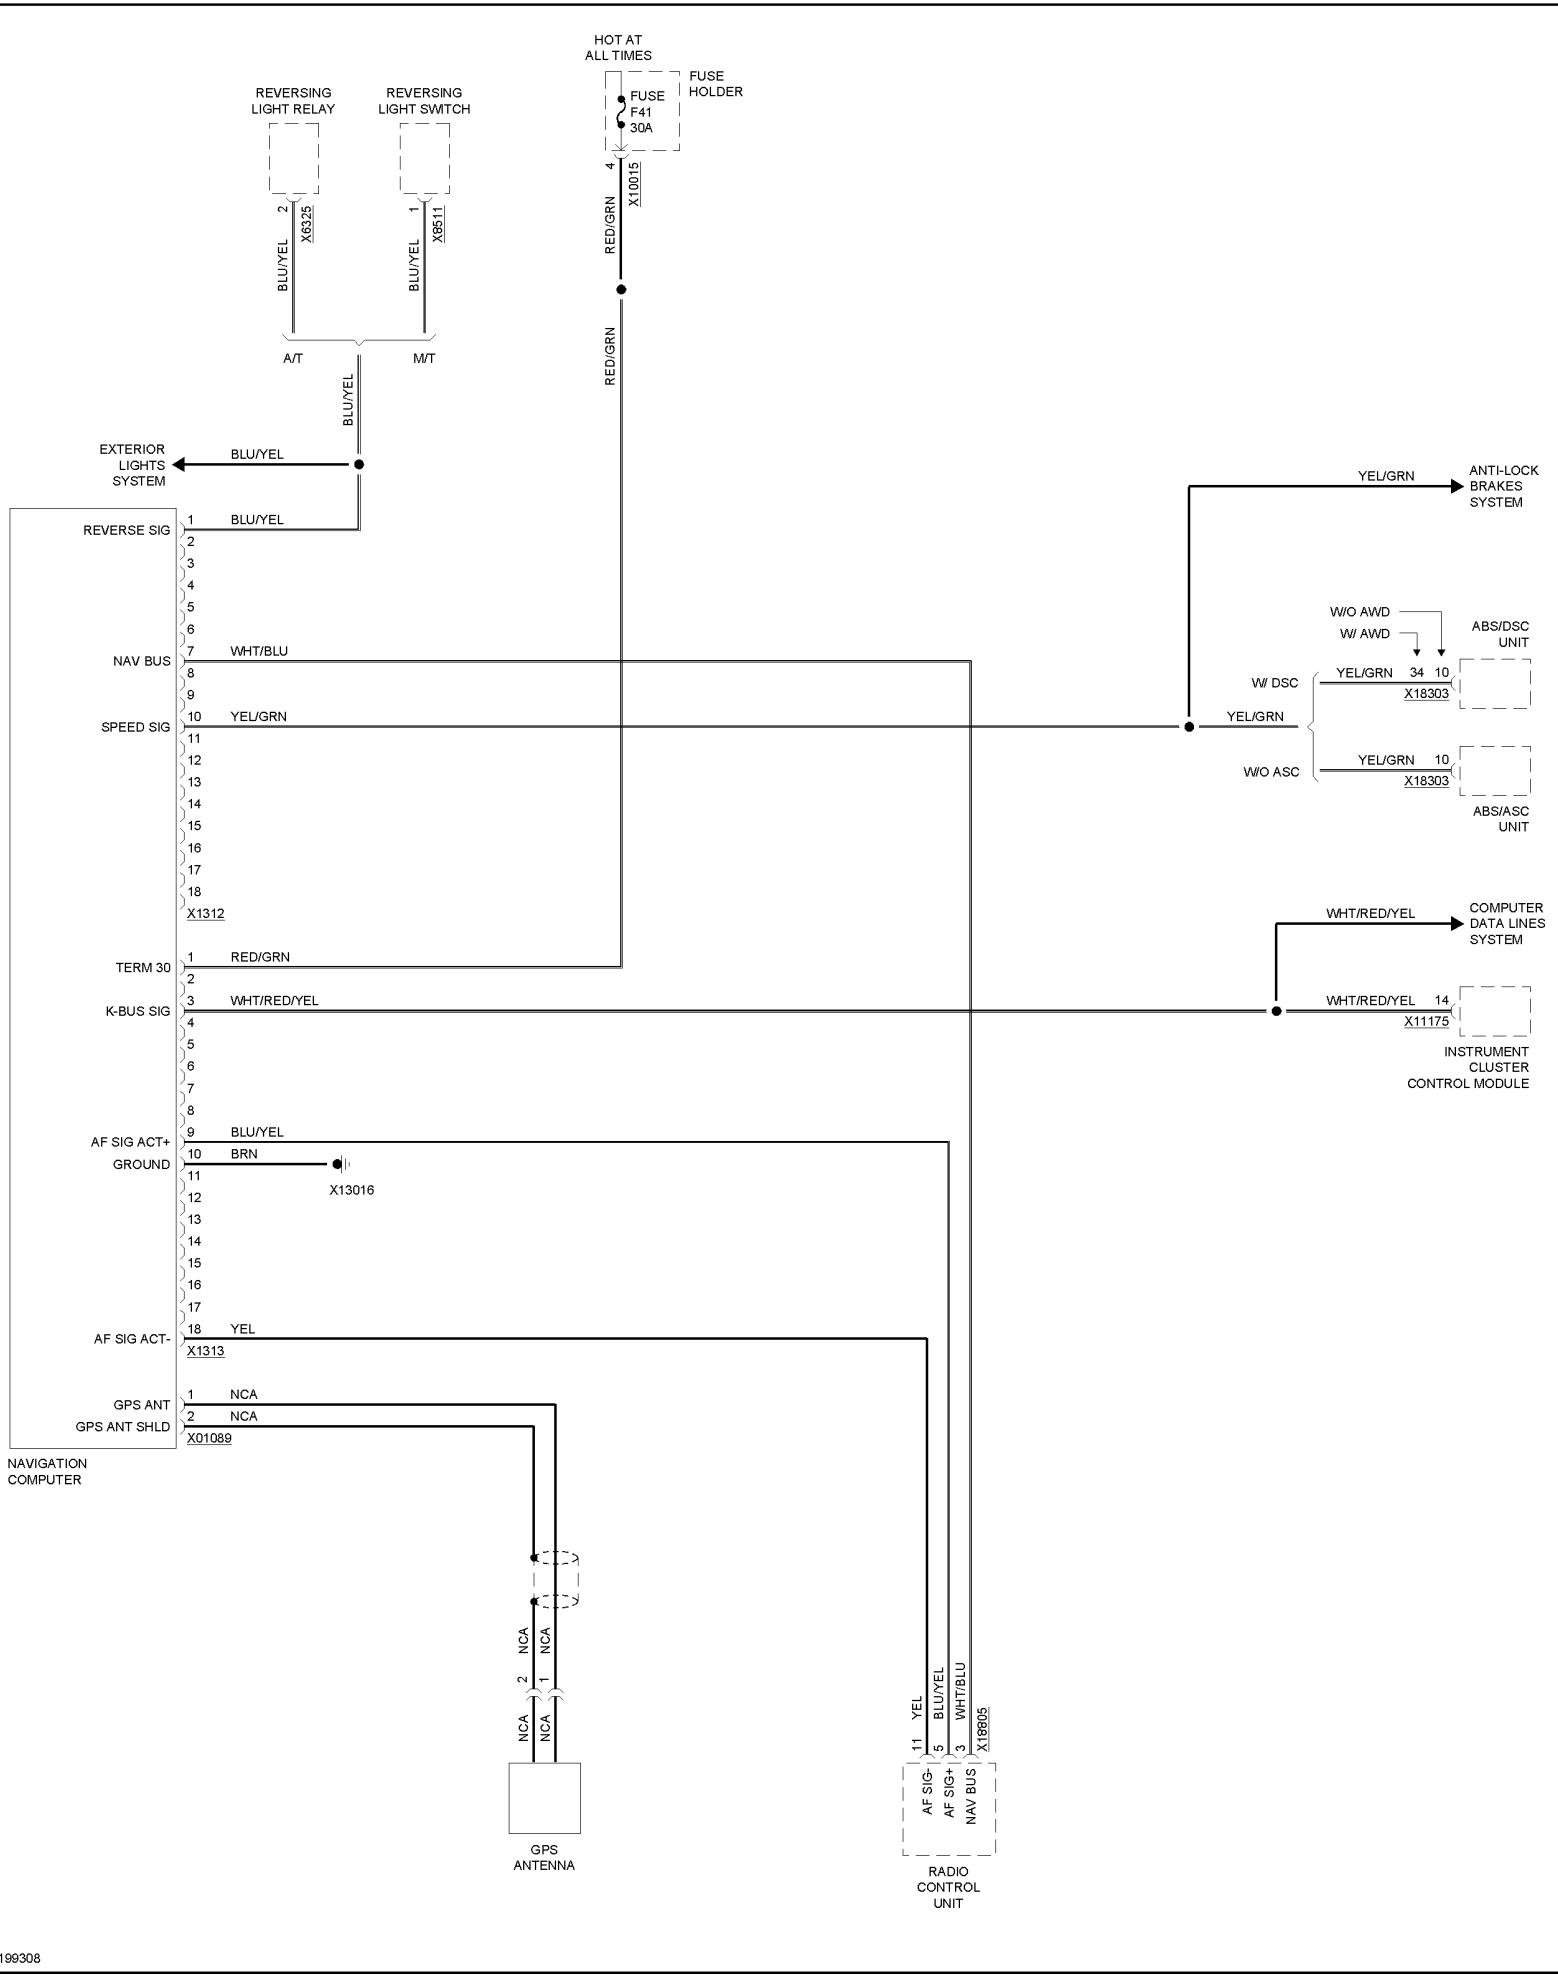 HOT AT
ALL TIMES
FUSE
HOLDER
FUSE
F41
30A
4
X10015
RED/GRN
RED/GRN
REVERSING
LIGHT RELAY
REVERSING
LIGHT SWITCH
2
X6325
BLU/YEL
1
X8511
BLU/YEL
A/T
M/T
BLU/YEL
EXTERIOR
LIGHTS
SYSTEM
BLU/YEL
YEL/GRN
ANTI-LOCK
BRAKES
SYSTEM
REVERSE SIG
1
BLU/YEL
2
3
4
5
6
NAV BUS
7
WHT/BLU
8
9
SPEED SIG
10
YEL/GRN
11
12
13
14
15
16
17
18
X1312
W/O AWD
W/ AWD
ABS/DSC
UNIT
W/ DSC
YEL/GRN
34
10
X18303
YEL/GRN
W/O ASC
YEL/GRN
10
X18303
ABS/ASC
UNIT
WHT/RED/YEL
COMPUTER
DATA LINES
SYSTEM
TERM 30
1
RED/GRN
2
K-BUS SIG
3
WHT/RED/YEL
WHT/RED/YEL
14
X11175
INSTRUMENT
CLUSTER
CONTROL MODULE
4
5
6
7
8
AF SIG ACT+
9
BLU/YEL
GROUND
10
BRN
X13016
11
12
13
14
15
16
17
AF SIG ACT-
18
YEL
X1313
GPS ANT
1
NCA
GPS ANT SHLD
2
NCA
X01089
NAVIGATION
COMPUTER
NCA
NCA
2
1
NCA
NCA
GPS
ANTENNA
YEL
BLU/YEL
WHT/BLU
X18805
11
5
3
AF SIG-
AF SIG+
NAV BUS
RADIO
CONTROL
UNIT
199308